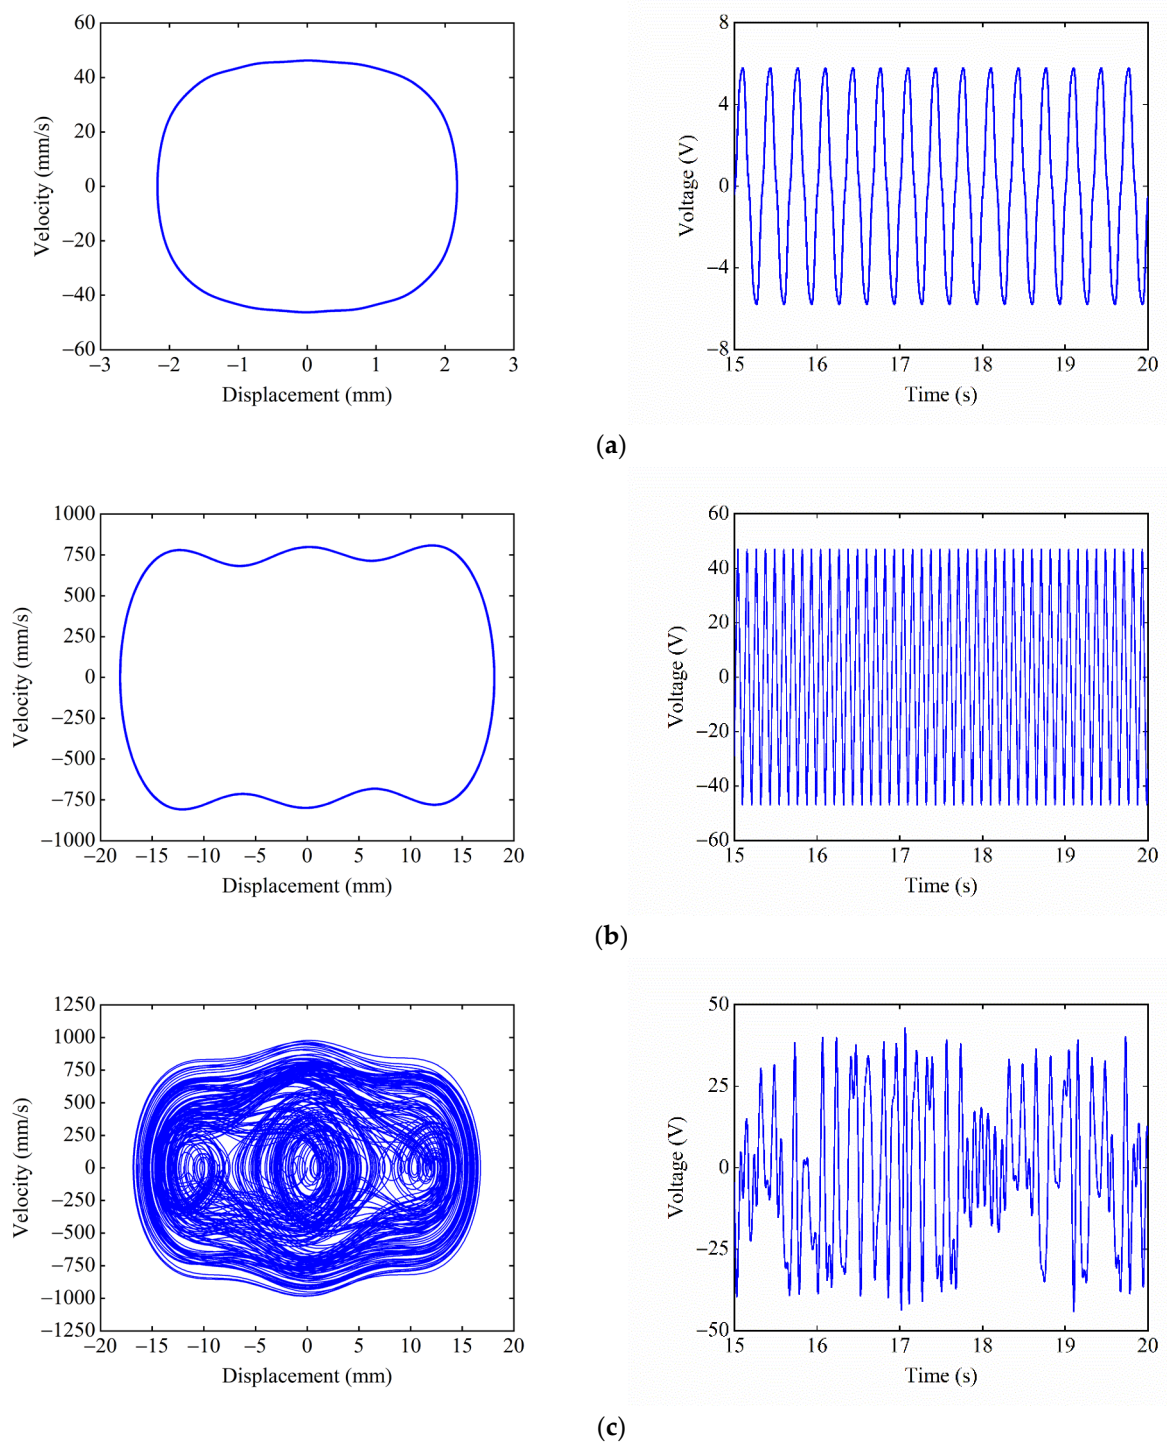 60
40
20
0
−20
−40
−60
Velocity (mm/s)
−3 −2 −1 0 1 2 3
Displacement (mm)
8
4
0
−4
−8
Voltage (V)
15 16 17 18 19 20
Time (s)
(a)
1000
750
500
250
0
−250
−500
−750
−1000
Velocity (mm/s)
−20 −15 −10 −5 0 5 10 15 20
Displacement (mm)
60
40
20
0
−20
−40
−60
Voltage (V)
15 16 17 18 19 20
Time (s)
(b)
1250
1000
750
500
250
0
−250
−500
−750
−1000
−1250
Velocity (mm/s)
−20 −15 −10 −5 0 5 10 15 20
Displacement (mm)
50
25
0
−25
−50
Voltage (V)
15 16 17 18 19 20
Time (s)
(c)